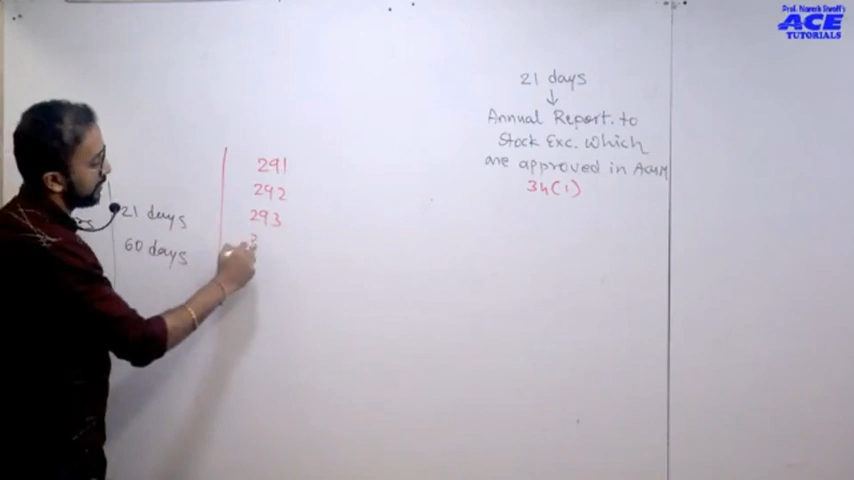 Prof. Naresh Shroff's
ACE
TUTORIALS
21 days
↓
Annual Report to
Stock Exc. Which
are approved in AGM
34(1)
291
21 days
292
293
60 days